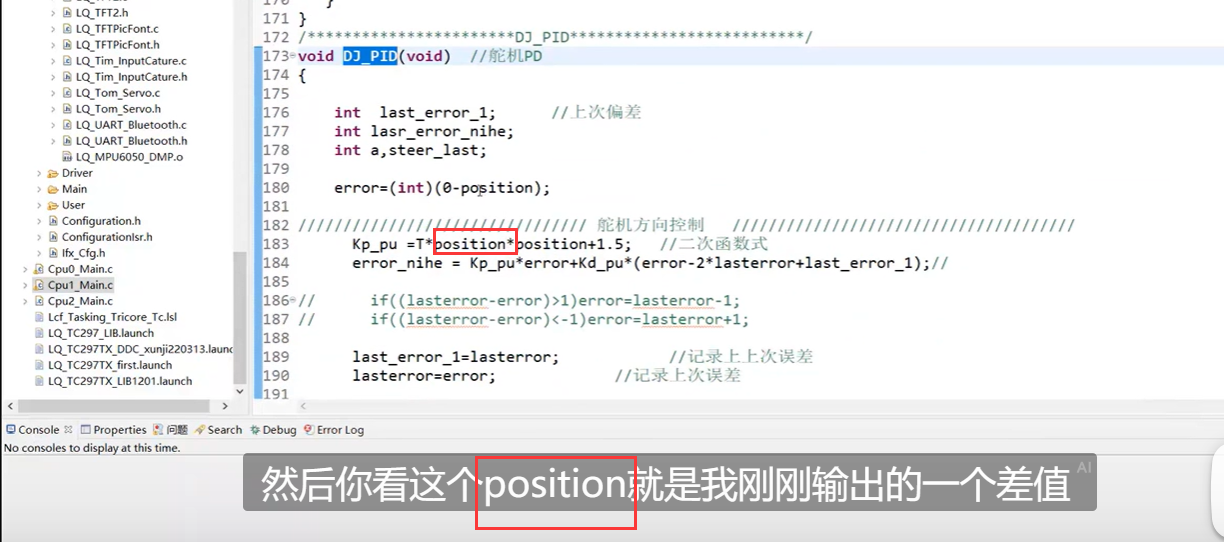 LQ_TFT2.h
LQ_TFTPicFont.c
LQ_TFTPicFont.h
LQ_Tim_InputCature.c
LQ_Tim_InputCature.h
LQ_Tom_Servo.c
LQ_Tom_Servo.h
LQ_UART_Bluetooth.c
LQ_UART_Bluetooth.h
LQ_MPU6050_DMP.o
Driver
Main
User
Configuration.h
ConfigurationIsr.h
Ifx_Cfg.h
Cpu0_Main.c
Cpu1_Main.c
Cpu2_Main.c
Lcf_Tasking_Tricore_Tc.lsl
LQ_TC297_LIB.launch
LQ_TC297TX_DDC_xunji220313.launc
LQ_TC297TX_first.launch
LQ_TC297TX_LIB1201.launch
171 }
172 /*************************DJ_PID*************************/
173 void DJ_PID(void) //舵机PD
174 {
175
176 int last_error_1; //上次偏差
177 int lasr_error_nihe;
178 int a,steer_last;
179
180 error=(int)(0-position);
181
182 //////////////////////////////// 舵机方向控制 //////////////////////////////////////
183 Kp_pu =T*position*position+1.5; //二次函数式
184 error_nihe = Kp_pu*error+Kd_pu*(error-2*lasterror+last_error_1);//
185
186 // if((lasterror-error)>1)error=lasterror-1;
187 // if((lasterror-error)<-1)error=lasterror+1;
188
189 last_error_1=lasterror; //记录上上次误差
190 lasterror=error; //记录上次误差
191
Console Properties 问题 Search Debug Error Log
No consoles to display at this time.
然后你看这个position就是我刚刚输出的一个差值 AI